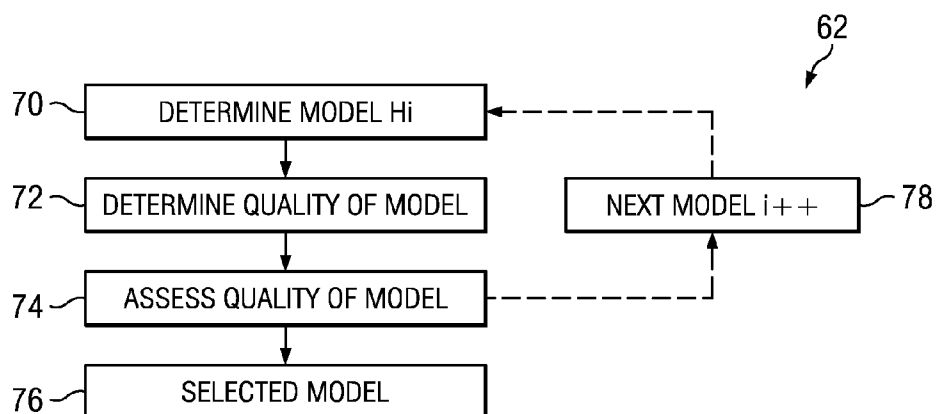 62
70
DETERMINE MODEL Hi
72
DETERMINE QUALITY OF MODEL
NEXT MODEL i++
78
74
ASSESS QUALITY OF MODEL
76
SELECTED MODEL